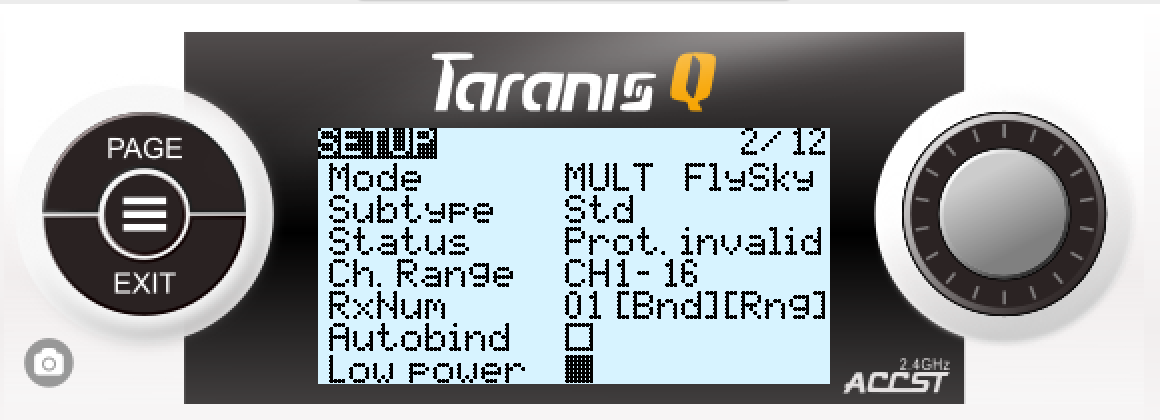 Taranis Q
PAGE
EXIT
SETUP 2/12
Mode MULT FlySky
Subtype Std
Status Prot. invalid
Ch. Range CH1-16
RxNum 01 [Bnd][Rng]
Autobind
Low power
2.4GHz
ACCST